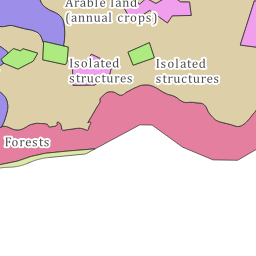 Arable land
(annual crops)
Isolated
structures
Isolated
structures
Forests